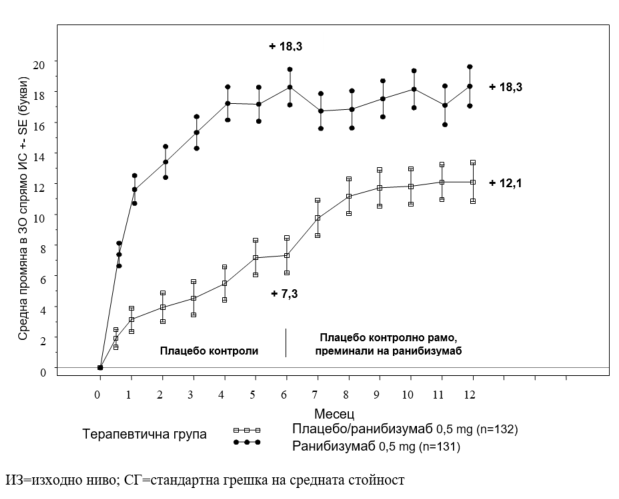 + 18,3
20
18
16
14
12
10
8
6
4
2
0
Средна промяна в ЗО спрямо ИС +- SE (букви)
+ 18,3
+ 12,1
+ 7,3
Плацебо контроли
Плацебо контролно рамо,
преминали на ранибизумаб
0 1 2 3 4 5 6 7 8 9 10 11 12
Месец
Терапевтична група
Плацебо/ранибизумаб 0,5 mg (n=132)
Ранибизумаб 0,5 mg (n=131)
ИЗ=изходно ниво; СГ=стандартна грешка на средната стойност